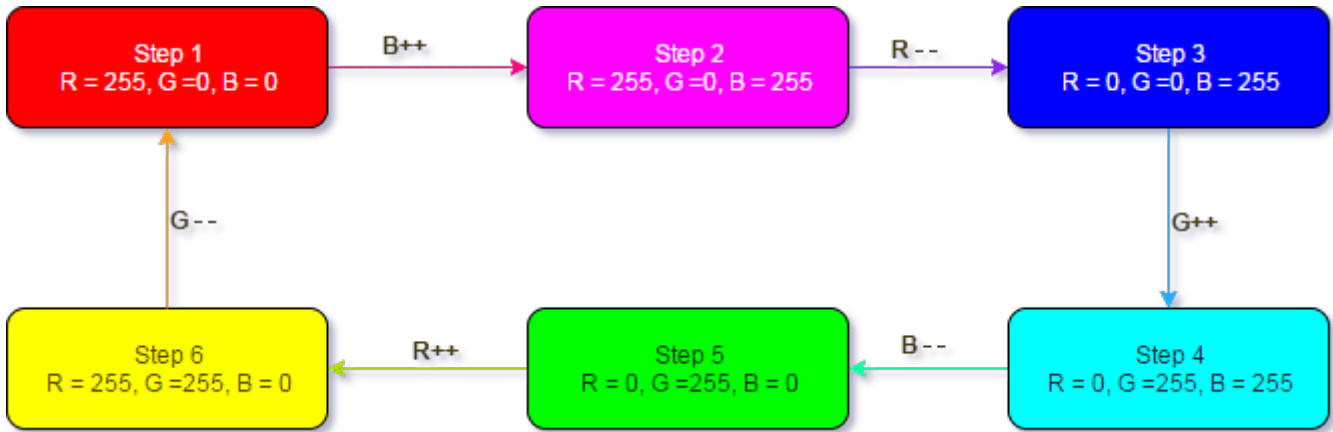 Step 1
R = 255, G =0, B = 0
B++
Step 2
R = 255, G =0, B = 255
R - -
Step 3
R = 0, G =0, B = 255
G++
Step 4
R = 0, G =255, B = 255
B - -
Step 5
R = 0, G =255, B = 0
R++
Step 6
R = 255, G =255, B = 0
G - -